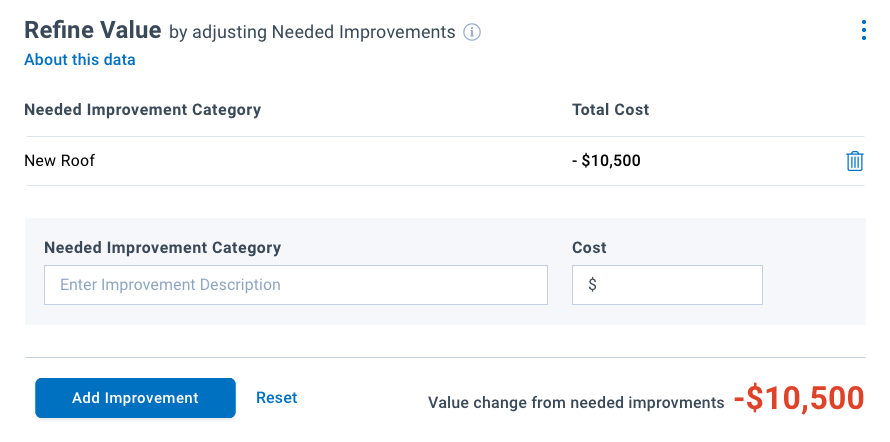 Refine Value by adjusting Needed Improvements
About this data
Needed Improvement Category Total Cost
New Roof - $10,500
Needed Improvement Category Cost
Enter Improvement Description $
Add Improvement Reset Value change from needed improvments -$10,500